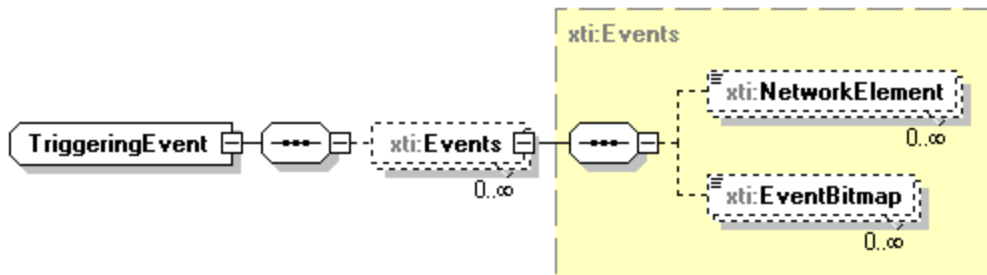 xti:Events
xti:NetworkElement
0..∞
TriggeringEvent
xti:Events
0..∞
xti:EventBitmap
0..∞